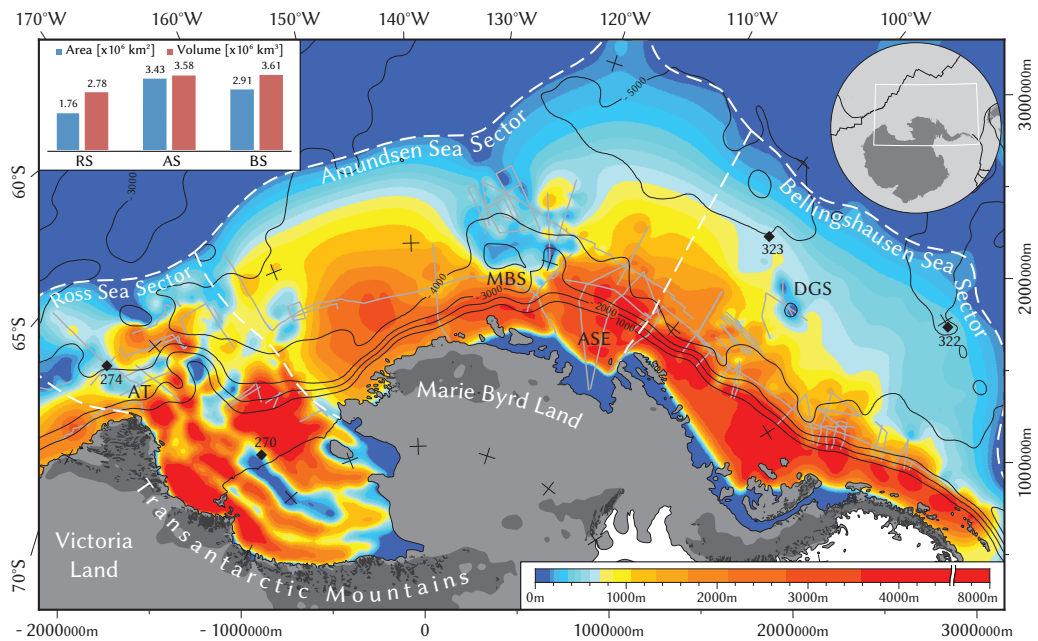 170°W
160°W
150°W
140°W
130°W
120°W
110°W
100°W
Area [x10⁶ km²]
Volume [x10⁶ km³]
1.76
2.78
3.43
3.58
2.91
3.61
RS
AS
BS
-3000
-5000
3000000m
60°S
Amundsen Sea Sector
Bellingshausen Sea Sector
323
Ross Sea Sector
MBS
-4000
-3000
DGS
2000000m
-2000
-1000
322
65°S
ASE
274
AT
Marie Byrd Land
270
1000000m
Victoria
Land
Transantarctic Mountains
70°S
0m
1000m
2000m
3000m
4000m
8000m
- 2000000m
- 1000000m
0
1000000m
2000000m
3000000m